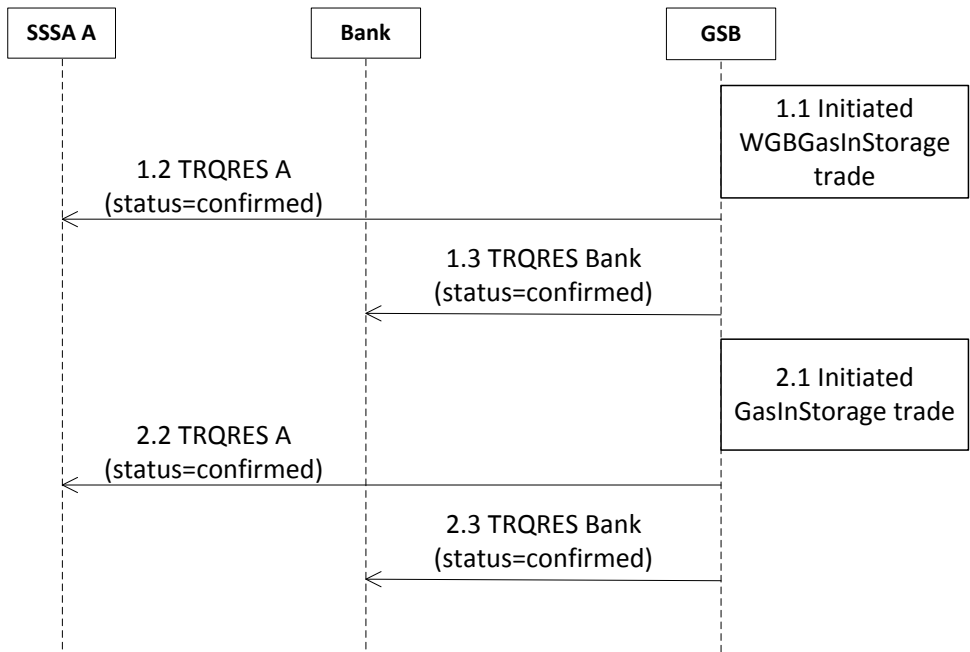 SSSA A
Bank
GSB
1.1 Initiated
WGBGasInStorage
trade
1.2 TRQRES A
(status=confirmed)
1.3 TRQRES Bank
(status=confirmed)
2.1 Initiated
GasInStorage trade
2.2 TRQRES A
(status=confirmed)
2.3 TRQRES Bank
(status=confirmed)